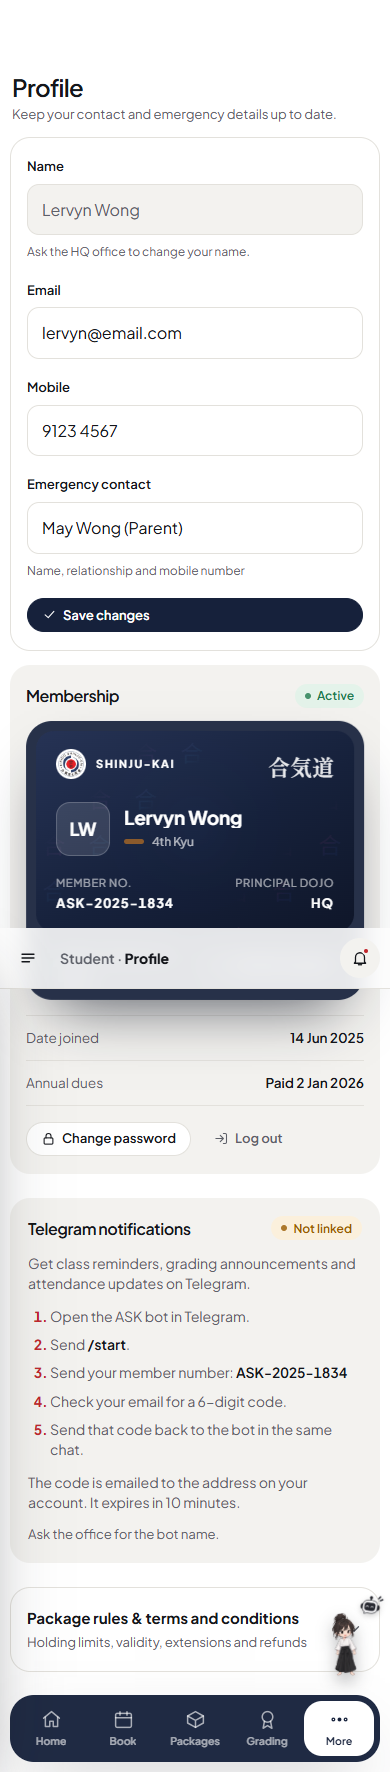 Profile
Keep your contact and emergency details up to date.
Name
Lervyn Wong
Ask the HQ office to change your name.
Email
lervyn@email.com
Mobile
9123 4567
Emergency contact
May Wong (Parent)
Name, relationship and mobile number
Save changes
Membership
Active
SHINJU-KAI
合気道
LW
Lervyn Wong
4th Kyu
MEMBER NO.
PRINCIPAL DOJO
ASK-2025-1834
HQ
Student · Profile
Date joined
14 Jun 2025
Annual dues
Paid 2 Jan 2026
Change password
Log out
Telegram notifications
Not linked
Get class reminders, grading announcements and
attendance updates on Telegram.
1. Open the ASK bot in Telegram.
2. Send /start.
3. Send your member number: ASK-2025-1834
4. Check your email for a 6-digit code.
5. Send that code back to the bot in the same
chat.
The code is emailed to the address on your
account. It expires in 10 minutes.
Ask the office for the bot name.
Package rules & terms and conditions
Holding limits, validity, extensions and refunds
Home
Book
Packages
Grading
More